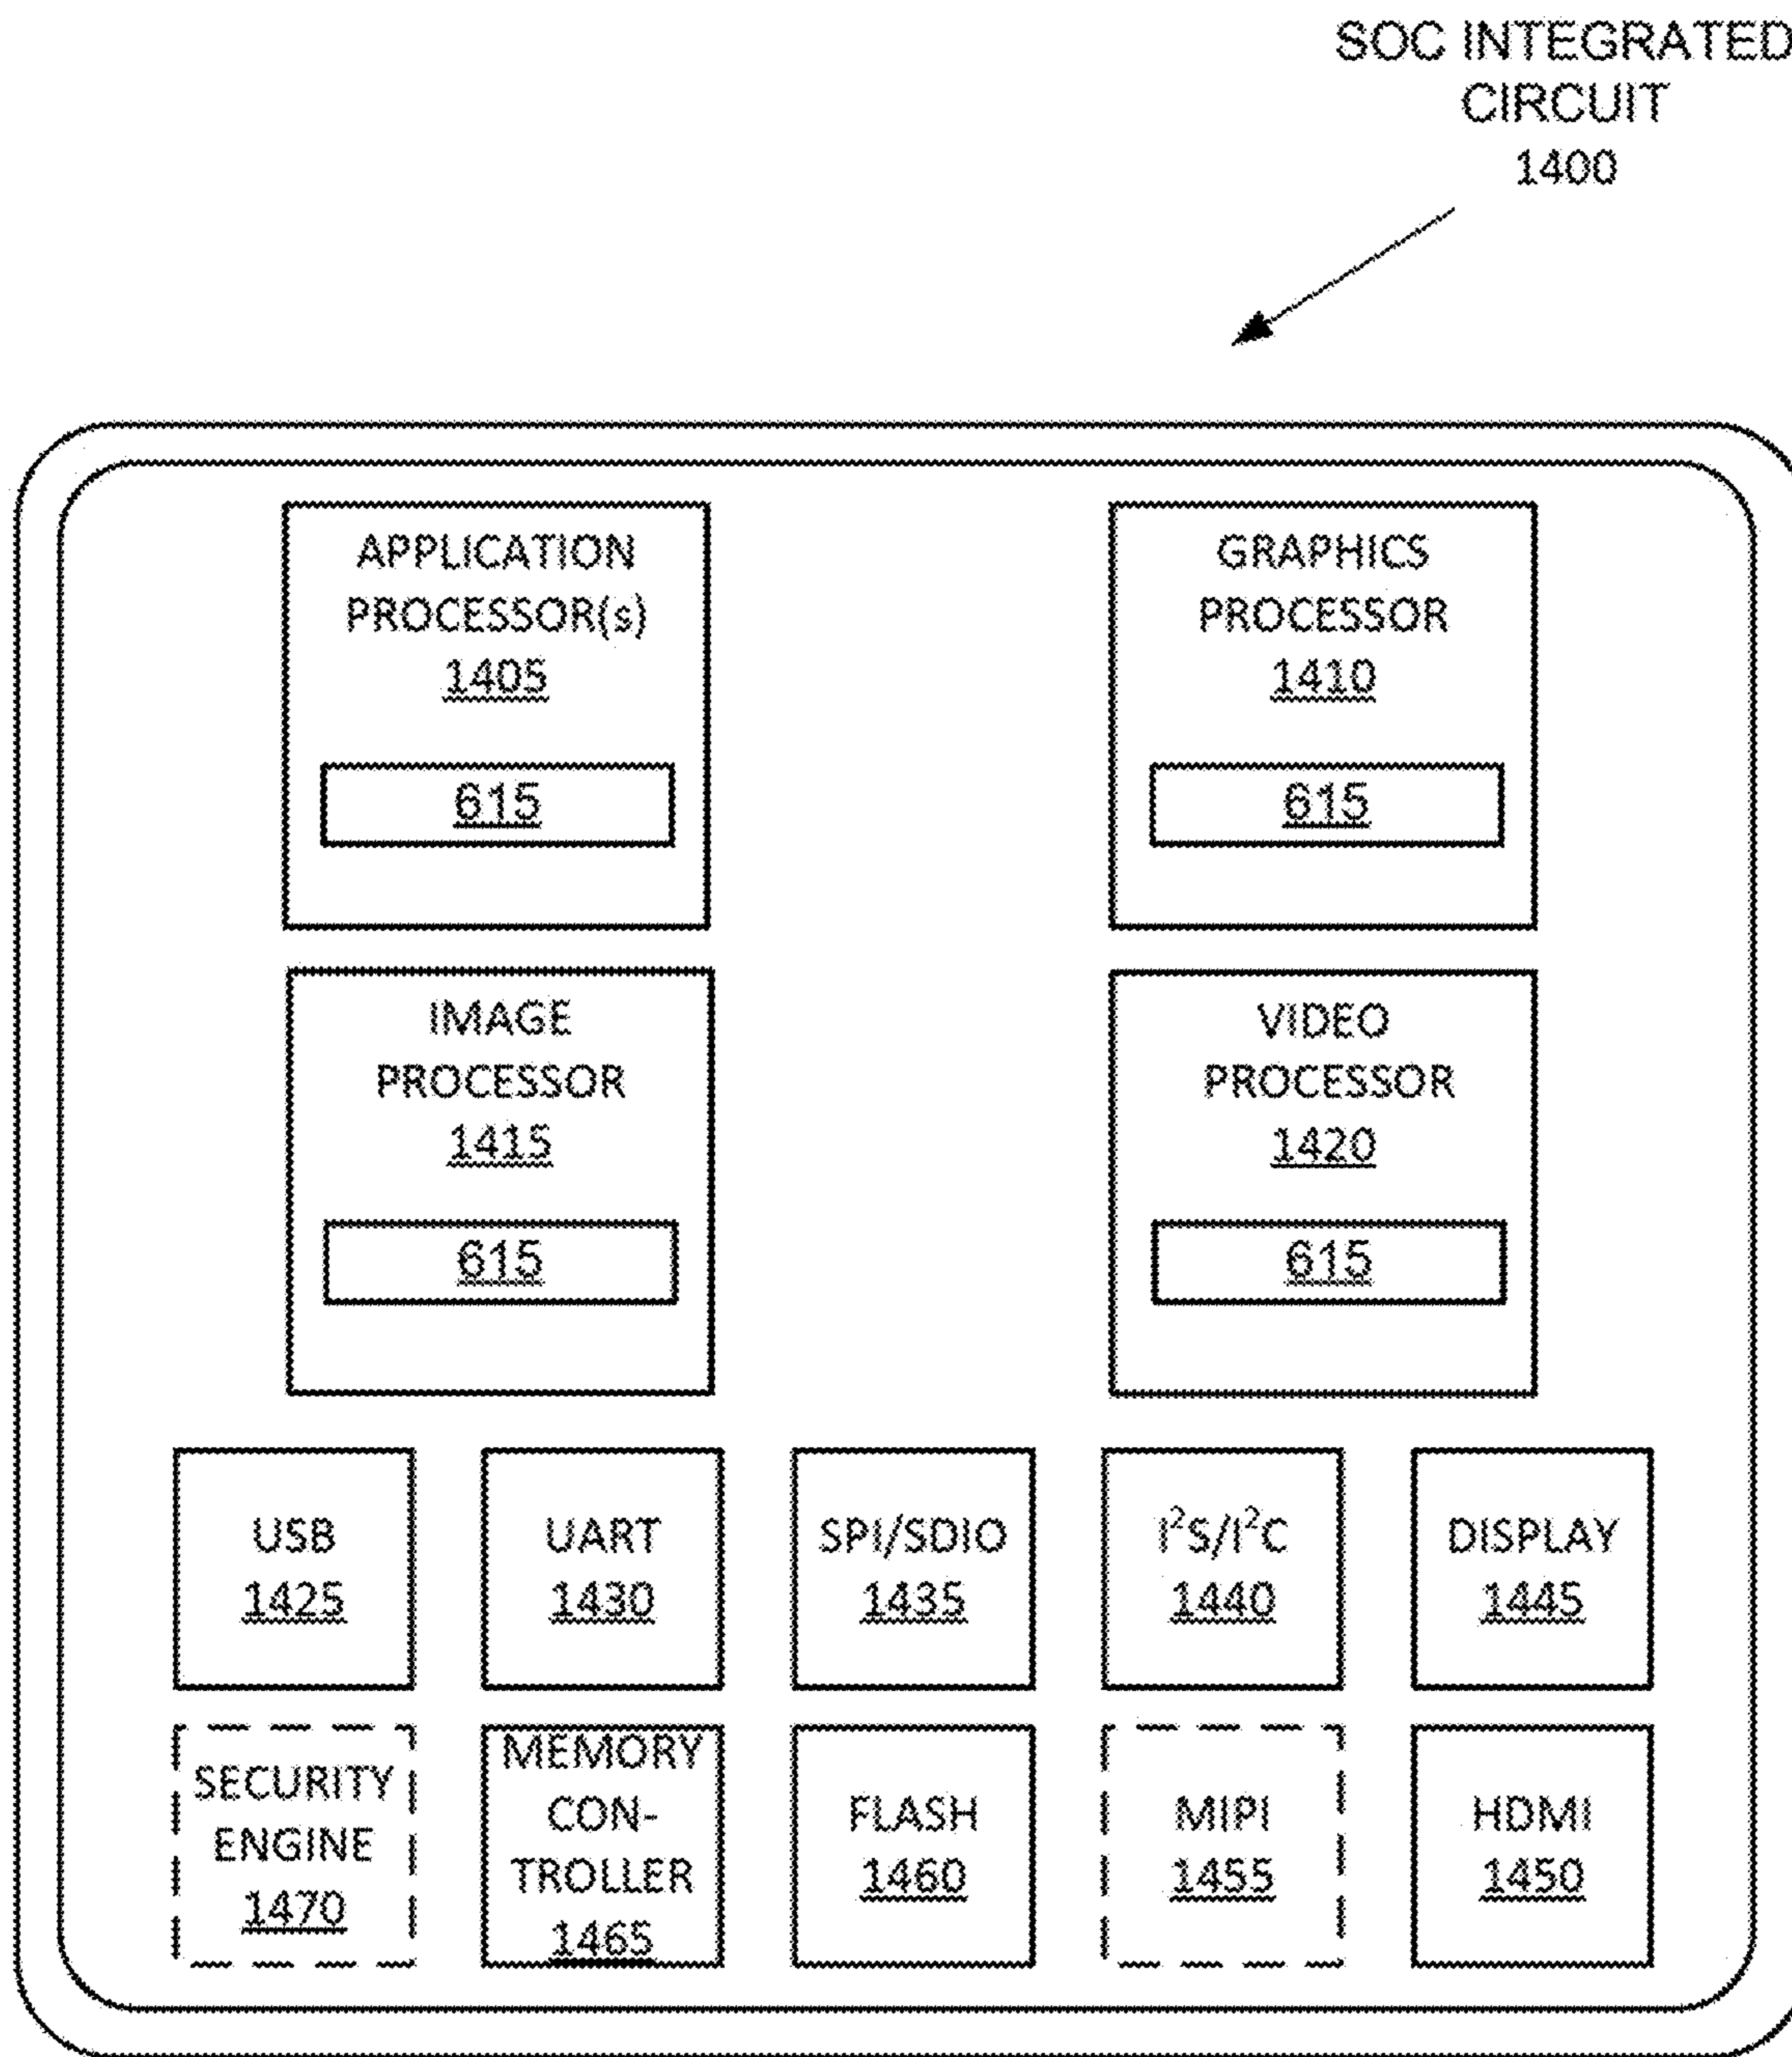 SOC INTEGRATED
CIRCUIT
1400
APPLICATION
PROCESSOR(s)
1405
615
GRAPHICS
PROCESSOR
1410
615
IMAGE
PROCESSOR
1415
615
VIDEO
PROCESSOR
1420
615
USB
1425
UART
1430
SPI/SDIO
1435
I²S/I²C
1440
DISPLAY
1445
SECURITY
ENGINE
1470
MEMORY
CON-
TROLLER
1465
FLASH
1460
MIPI
1455
HDMI
1450